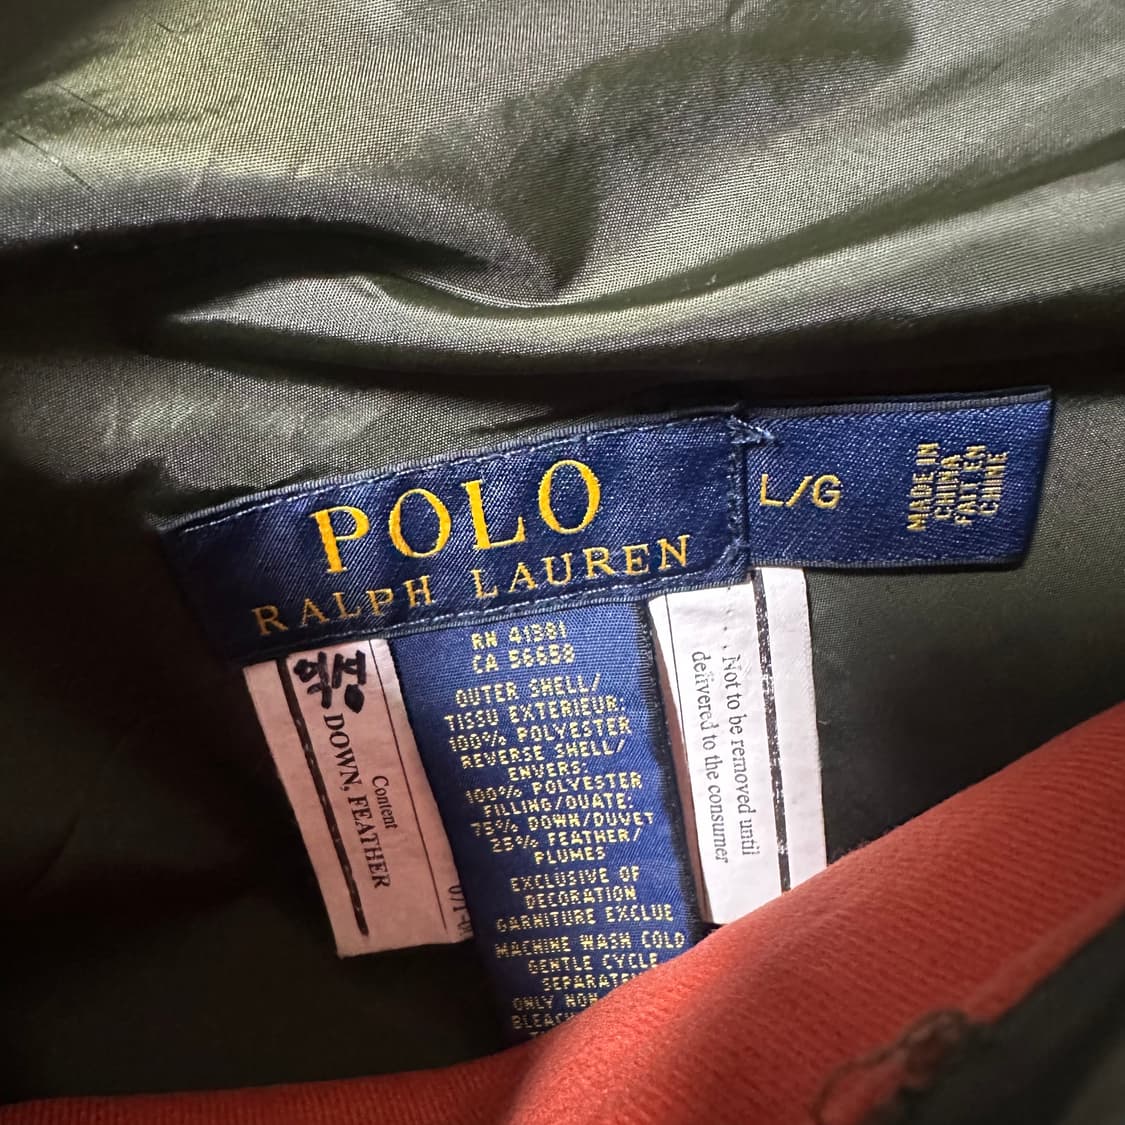 POLO
RALPH LAUREN
L/G
MADE IN
CHINA
FAIT EN
CHINE
RN 41381
CA 56658
OUTER SHELL/
TISSU EXTERIEUR:
100% POLYESTER
REVERSE SHELL/
ENVERS:
100% POLYESTER
FILLING/OUATE:
75% DOWN/DUVET
25% FEATHER/
PLUMES
EXCLUSIVE OF
DECORATION
GARNITURE EXCLUE
MACHINE WASH COLD
GENTLE CYCLE
ONLY NON
Content
DOWN, FEATHER
Not to be removed until
delivered to the consumer